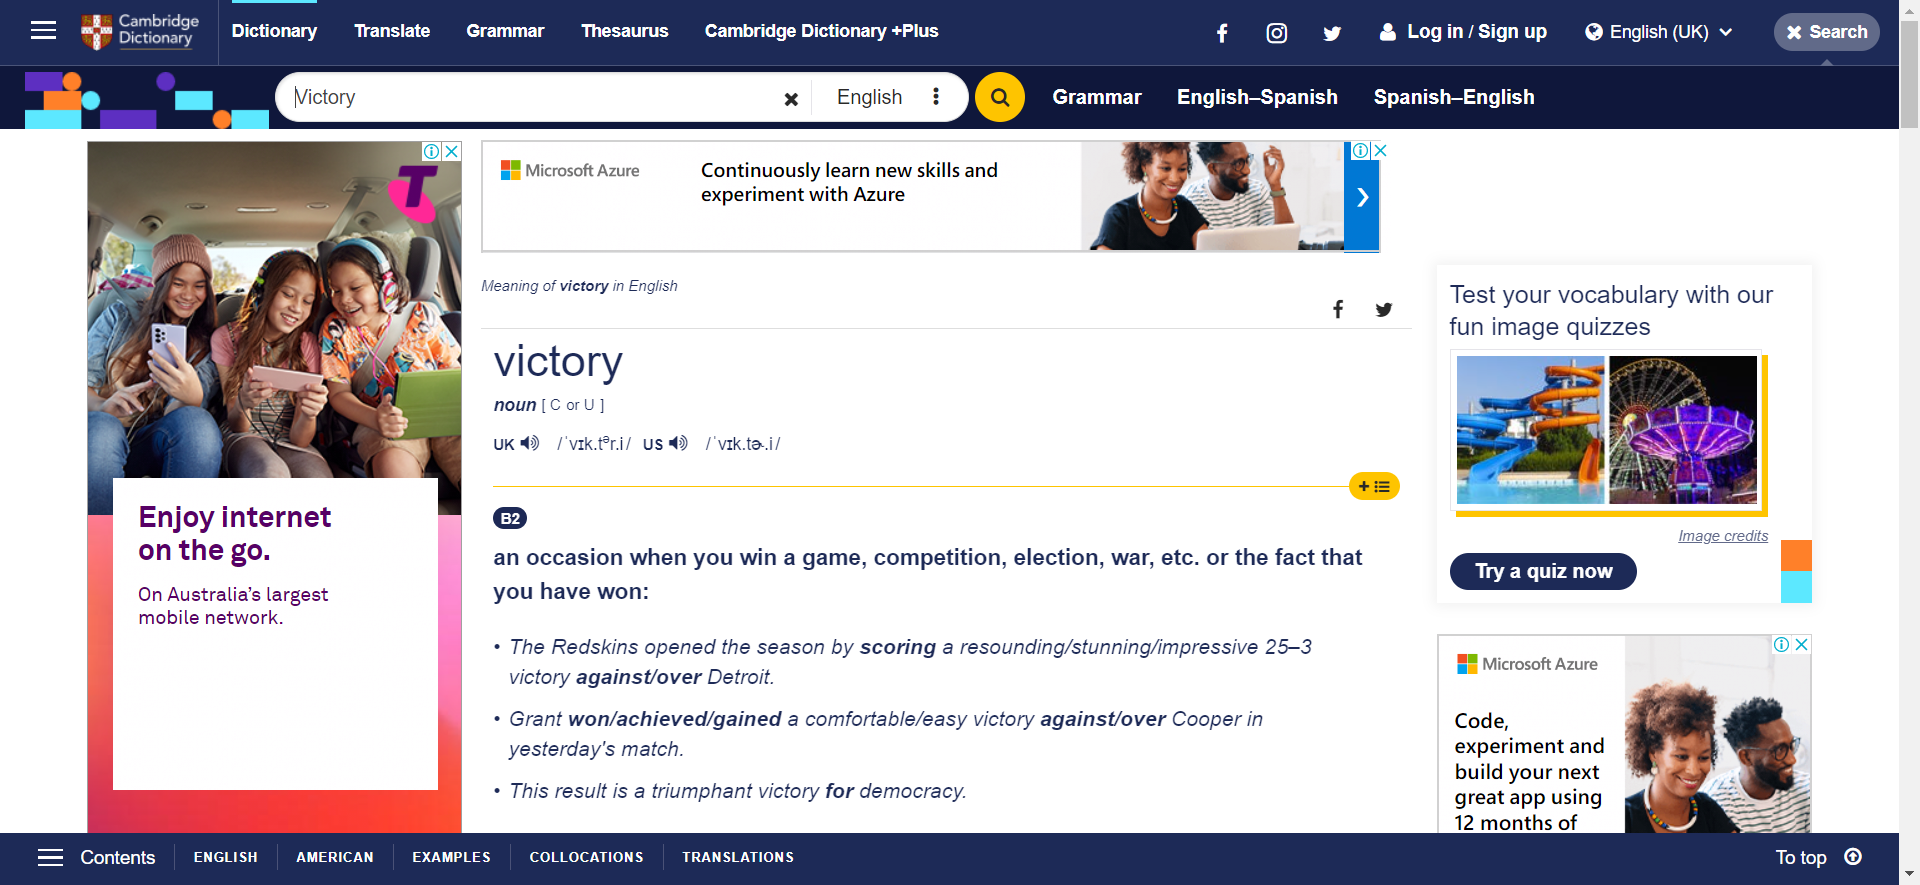 Cambridge
Dictionary
Dictionary
Translate
Grammar
Thesaurus
Cambridge Dictionary +Plus
Log in / Sign up
English (UK)
Search
Victory
English
Grammar
English–Spanish
Spanish–English
T
Enjoy internet
on the go.
On Australia's largest
mobile network.
Microsoft Azure
Continuously learn new skills and
experiment with Azure
Meaning of victory in English
victory
noun [ C or U ]
UK /ˈvɪk.tᵊr.i/ US /ˈvɪk.tɚ.i/
B2
an occasion when you win a game, competition, election, war, etc. or the fact that
you have won:
• The Redskins opened the season by scoring a resounding/stunning/impressive 25–3
victory against/over Detroit.
• Grant won/achieved/gained a comfortable/easy victory against/over Cooper in
yesterday's match.
• This result is a triumphant victory for democracy.
Test your vocabulary with our
fun image quizzes
Image credits
Try a quiz now
Microsoft Azure
Code,
experiment and
build your next
great app using
12 months of
Contents
ENGLISH
AMERICAN
EXAMPLES
COLLOCATIONS
TRANSLATIONS
To top